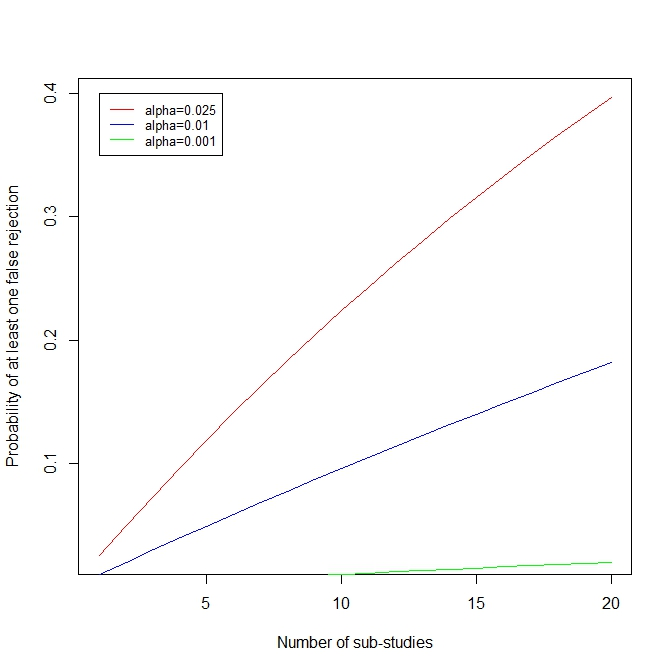 0.4
0.3
0.2
0.1
Probability of at least one false rejection
alpha=0.025
alpha=0.01
alpha=0.001
5
10
15
20
Number of sub-studies